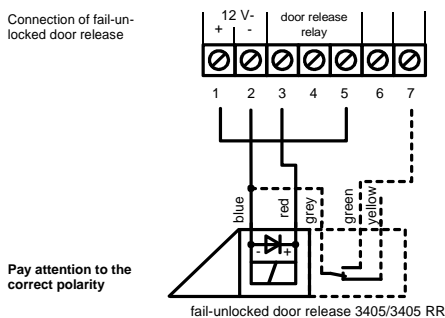 Connection of fail-un-
locked door release
12 V-
+ -
door release
relay
1 2 3 4 5 6 7
blue
red
grey
green
yellow
- +
Pay attention to the
correct polarity
fail-unlocked door release 3405/3405 RR